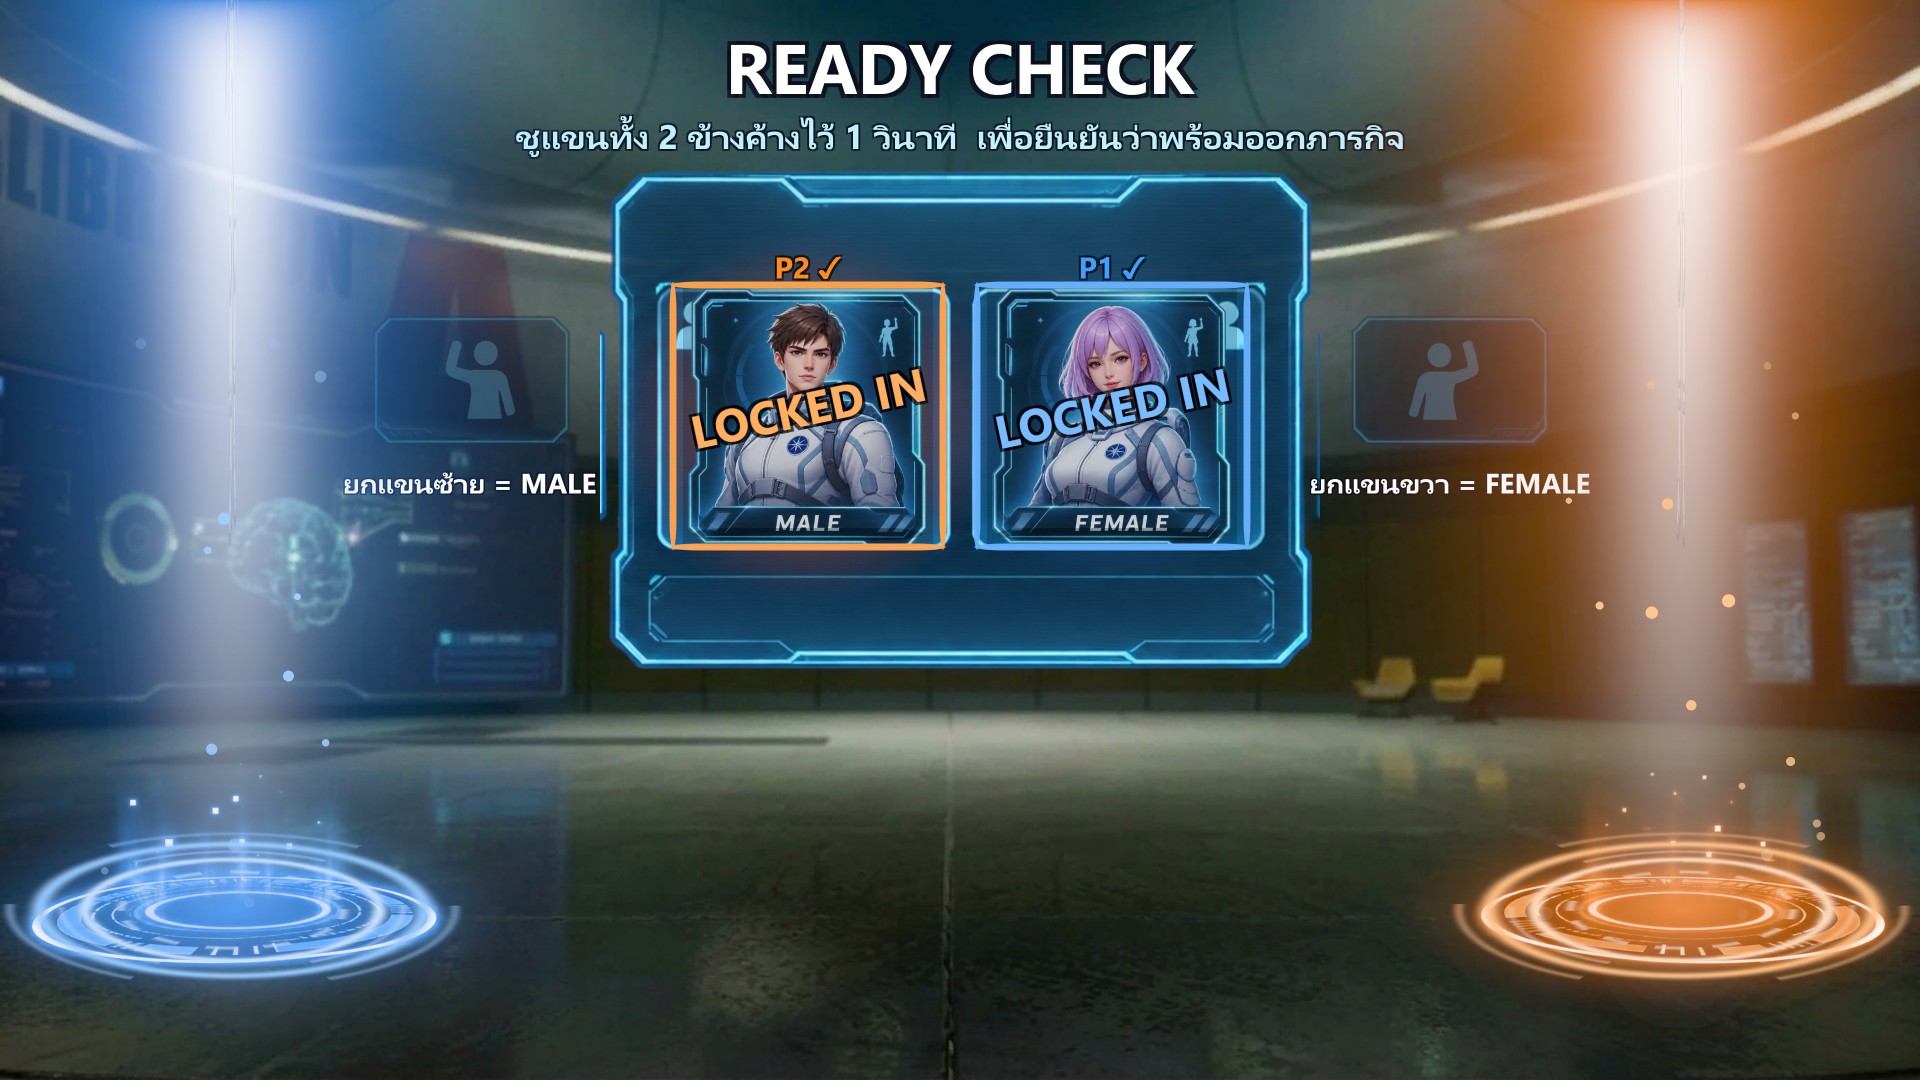 READY CHECK
ชูแขนทั้ง 2 ข้างค้างไว้ 1 วินาที เพื่อยืนยันว่าพร้อมออกภารกิจ
P2 ✓
P1 ✓
LOCKED IN
LOCKED IN
ยกแขนซ้าย = MALE
ยกแขนขวา = FEMALE
MALE
FEMALE